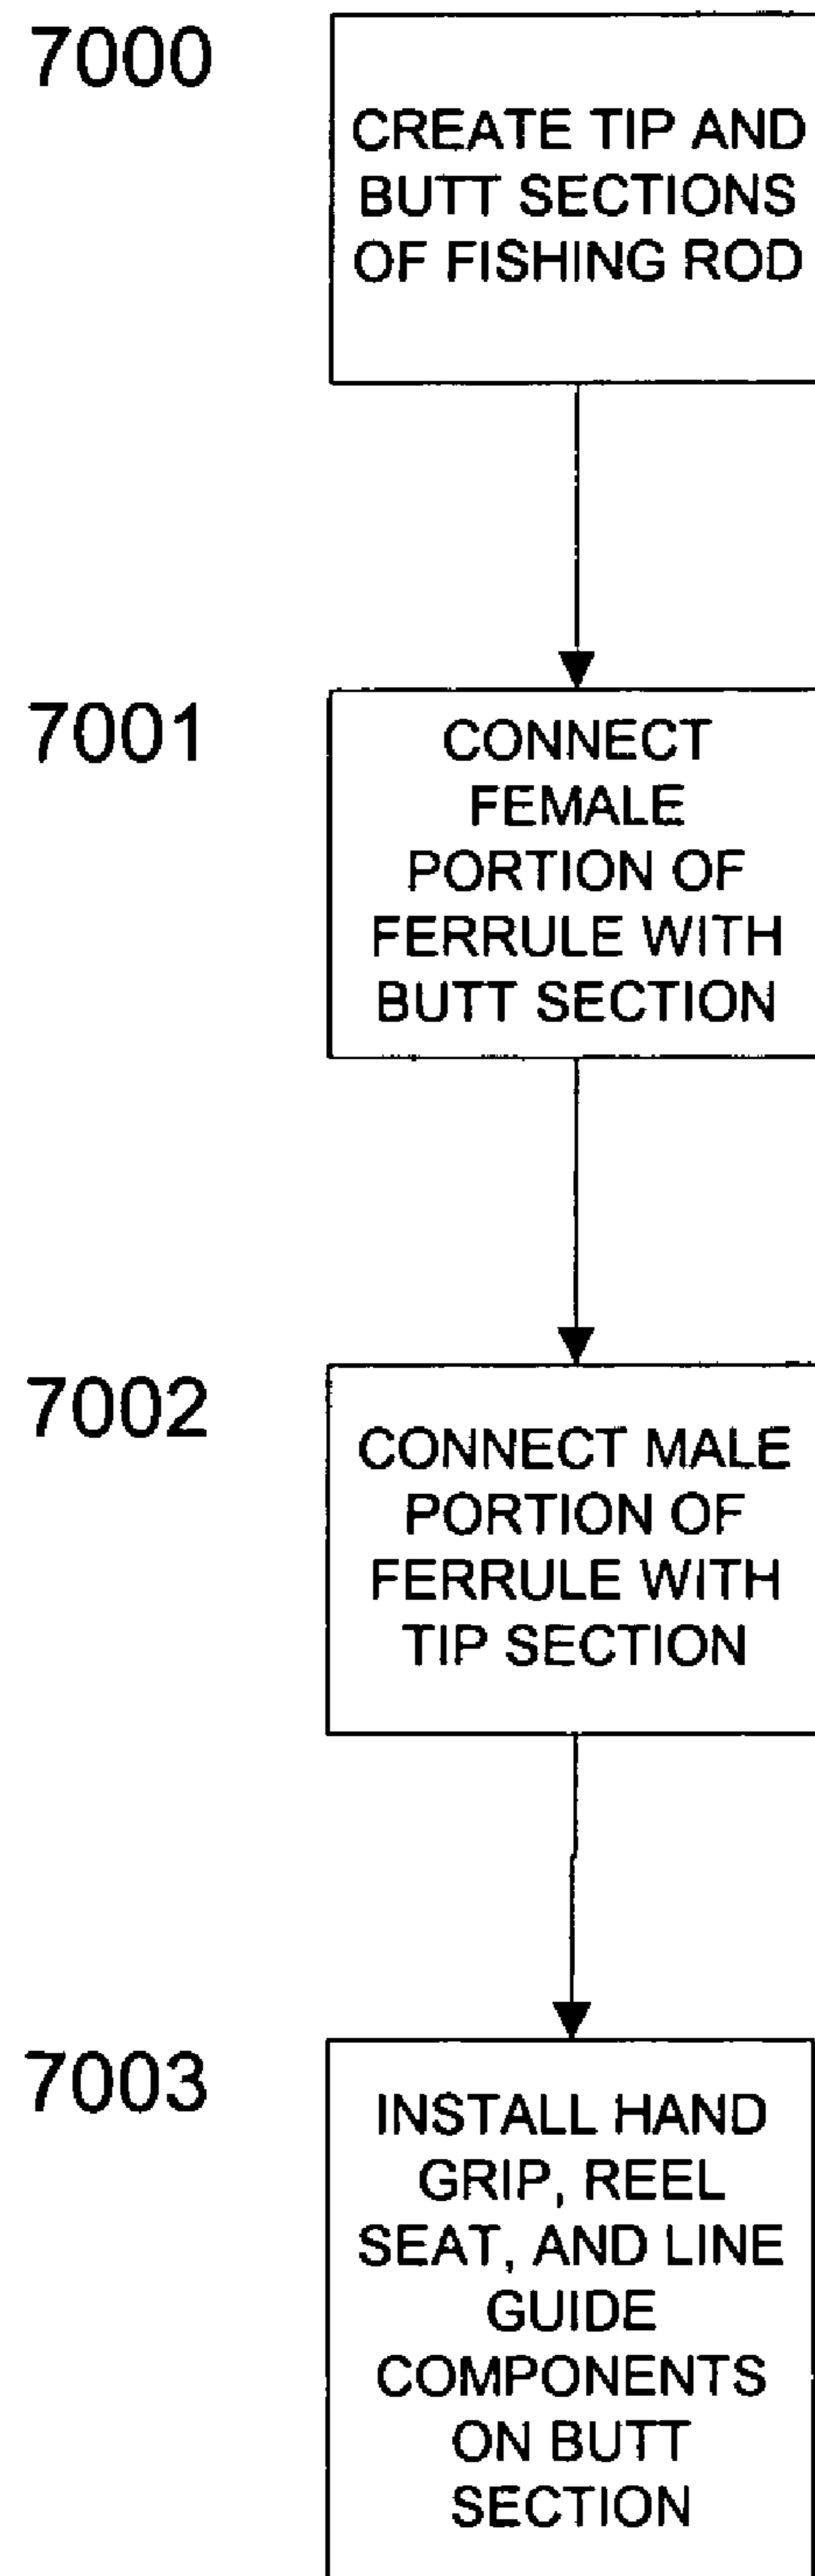 7000
CREATE TIP AND
BUTT SECTIONS
OF FISHING ROD
7001
CONNECT
FEMALE
PORTION OF
FERRULE WITH
BUTT SECTION
7002
CONNECT MALE
PORTION OF
FERRULE WITH
TIP SECTION
7003
INSTALL HAND
GRIP, REEL
SEAT, AND LINE
GUIDE
COMPONENTS
ON BUTT
SECTION